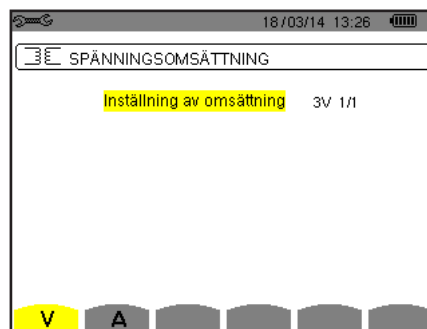 18/03/14 13:26
SPÄNNINGSOMSÄTTNING
Inställning av omsättning 3V 1/1
V A